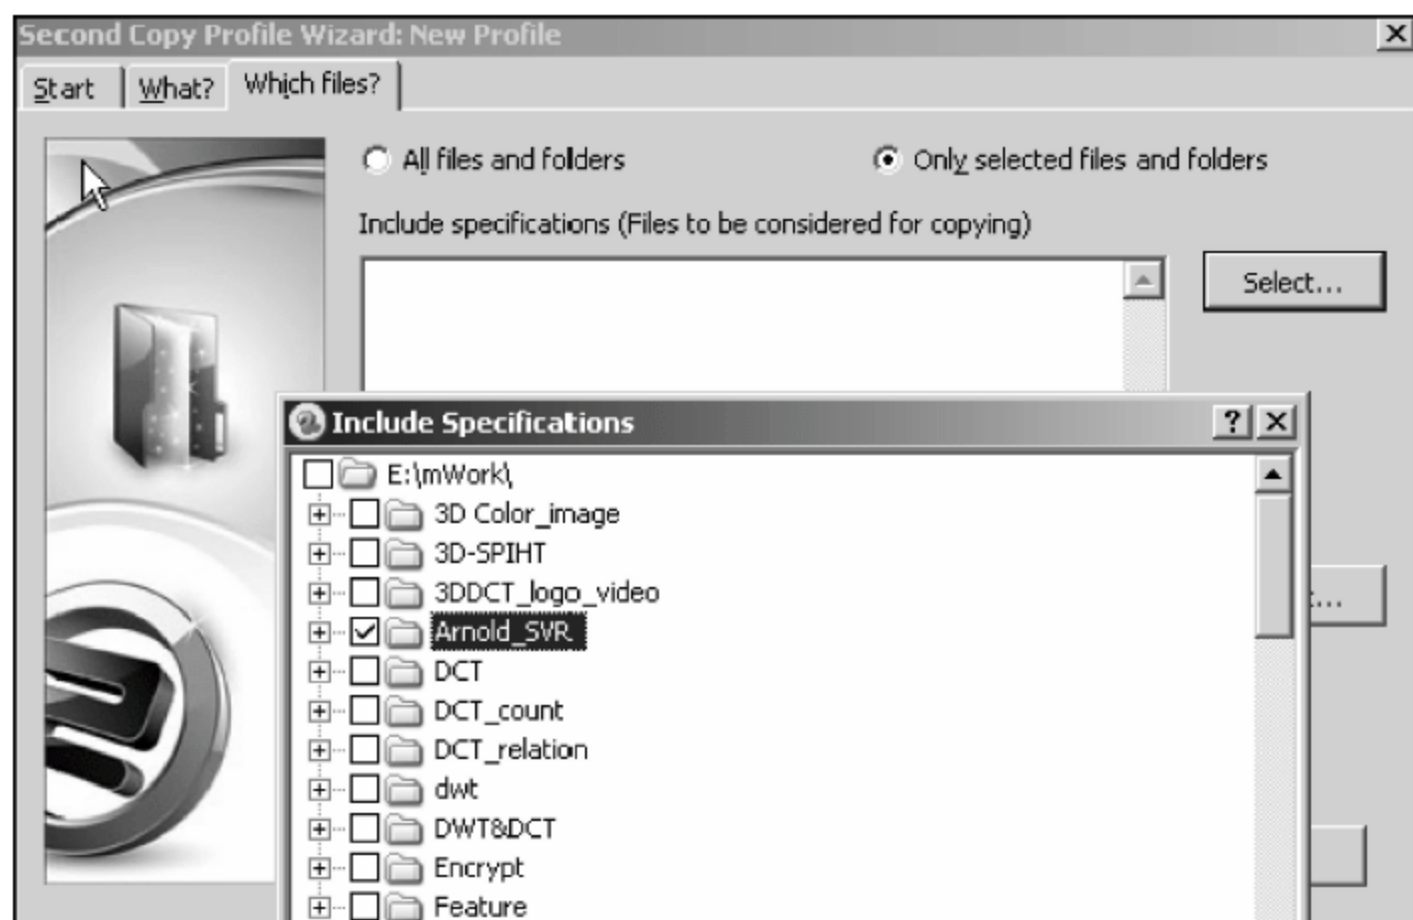 Second Copy Profile Wizard: New Profile
Start What? Which files?
All files and folders Only selected files and folders
Include specifications (Files to be considered for copying)
Select...
Include Specifications
E:\mWork\
3D Color_image
3D-SPIHT
3DDCT_logo_video
Arnold_SVR
DCT
DCT_count
DCT_relation
dwt
DWT&DCT
Encrypt
Feature